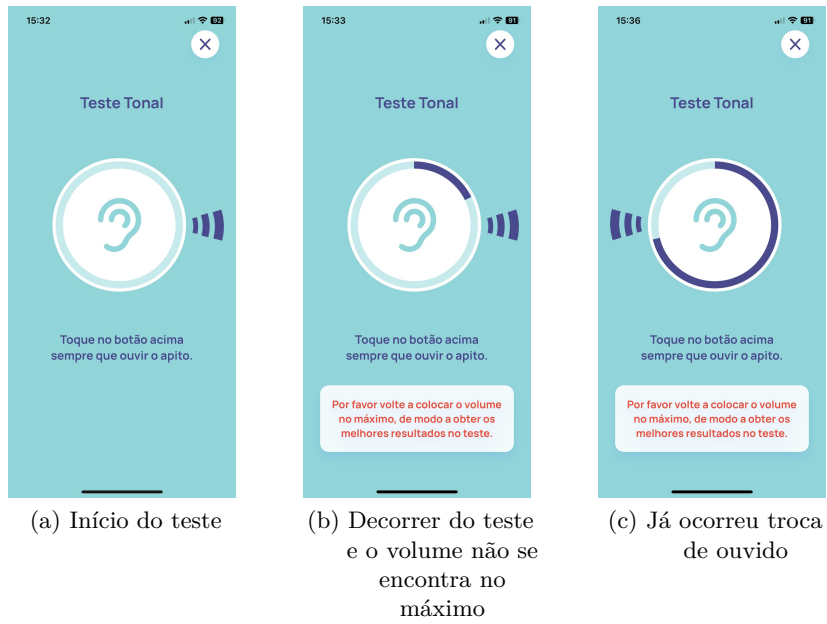 15:32
92
Teste Tonal
Toque no botão acima
sempre que ouvir o apito.
(a) Início do teste
15:33
91
Teste Tonal
Toque no botão acima
sempre que ouvir o apito.
Por favor volte a colocar o volume
no máximo, de modo a obter os
melhores resultados no teste.
(b) Decorrer do teste
e o volume não se
encontra no
máximo
15:36
91
Teste Tonal
Toque no botão acima
sempre que ouvir o apito.
Por favor volte a colocar o volume
no máximo, de modo a obter os
melhores resultados no teste.
(c) Já ocorreu troca
de ouvido